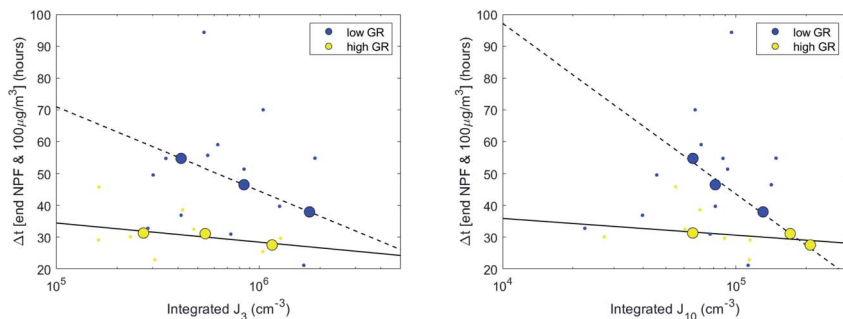 Δt [end NPF & 100μg/m³] (hours)
100
90
80
70
60
50
40
30
20
10⁵
10⁶
Integrated J₃ (cm⁻³)
low GR
high GR
Δt [end NPF & 100μg/m³] (hours)
100
90
80
70
60
50
40
30
20
10⁴
10⁵
Integrated J₁₀ (cm⁻³)
low GR
high GR